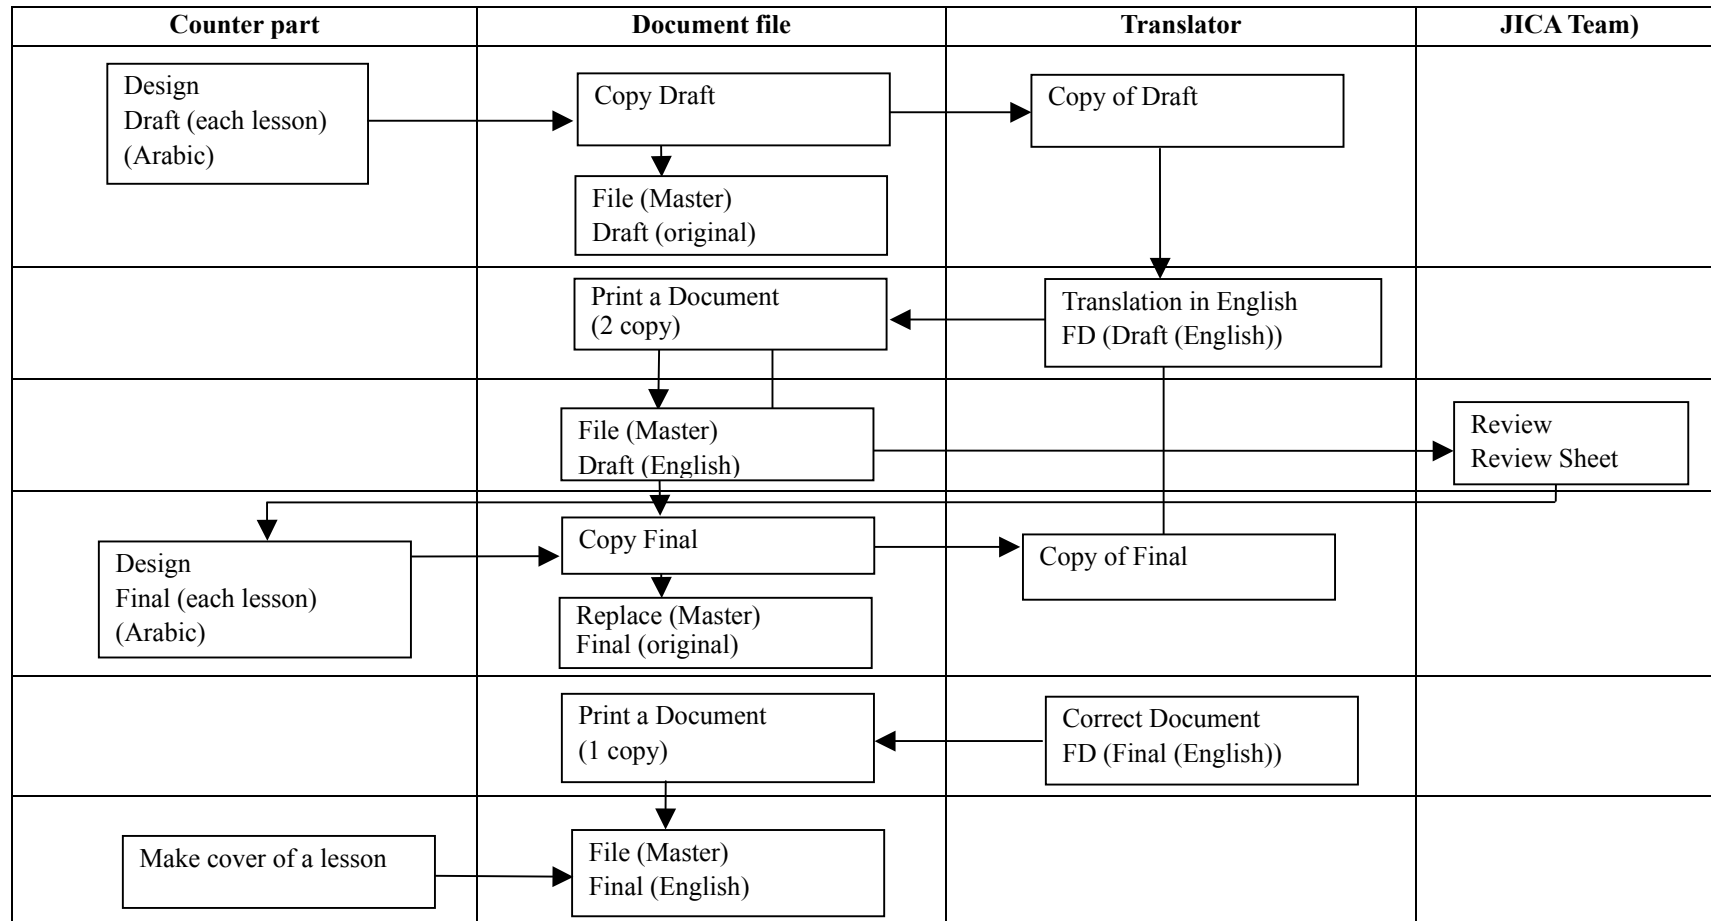 Counter part
Document file
Translator
JICA Team)
Design
Draft (each lesson)
(Arabic)
Copy Draft
Copy of Draft
File (Master)
Draft (original)
Print a Document
(2 copy)
Translation in English
FD (Draft (English))
File (Master)
Draft (English)
Review
Review Sheet
Design
Final (each lesson)
(Arabic)
Copy Final
Copy of Final
Replace (Master)
Final (original)
Print a Document
(1 copy)
Correct Document
FD (Final (English))
Make cover of a lesson
File (Master)
Final (English)